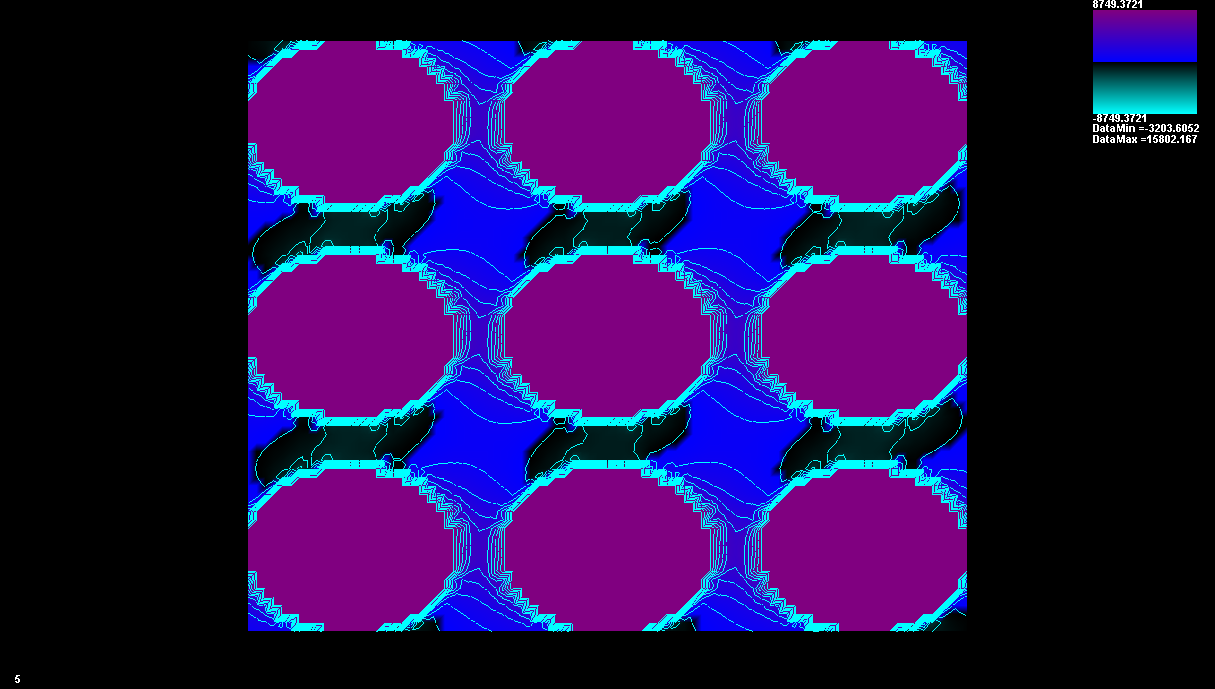 8749.3721
-8749.3721
DataMin =-3203.6052
DataMax =15802.167
5